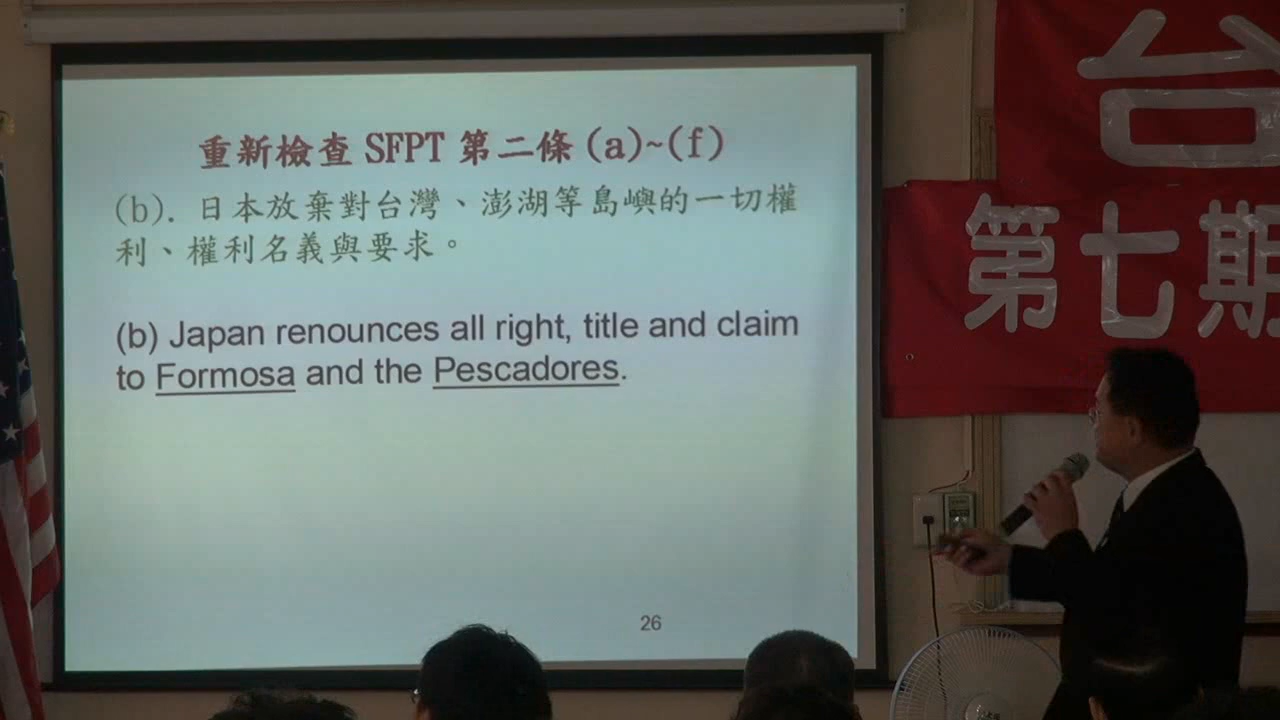 重新檢查 SFPT 第二條 (a)~(f)
(b). 日本放棄對台灣、澎湖等島嶼的一切權
利、權利名義與要求。
(b) Japan renounces all right, title and claim
to Formosa and the Pescadores.
26
台
第七期